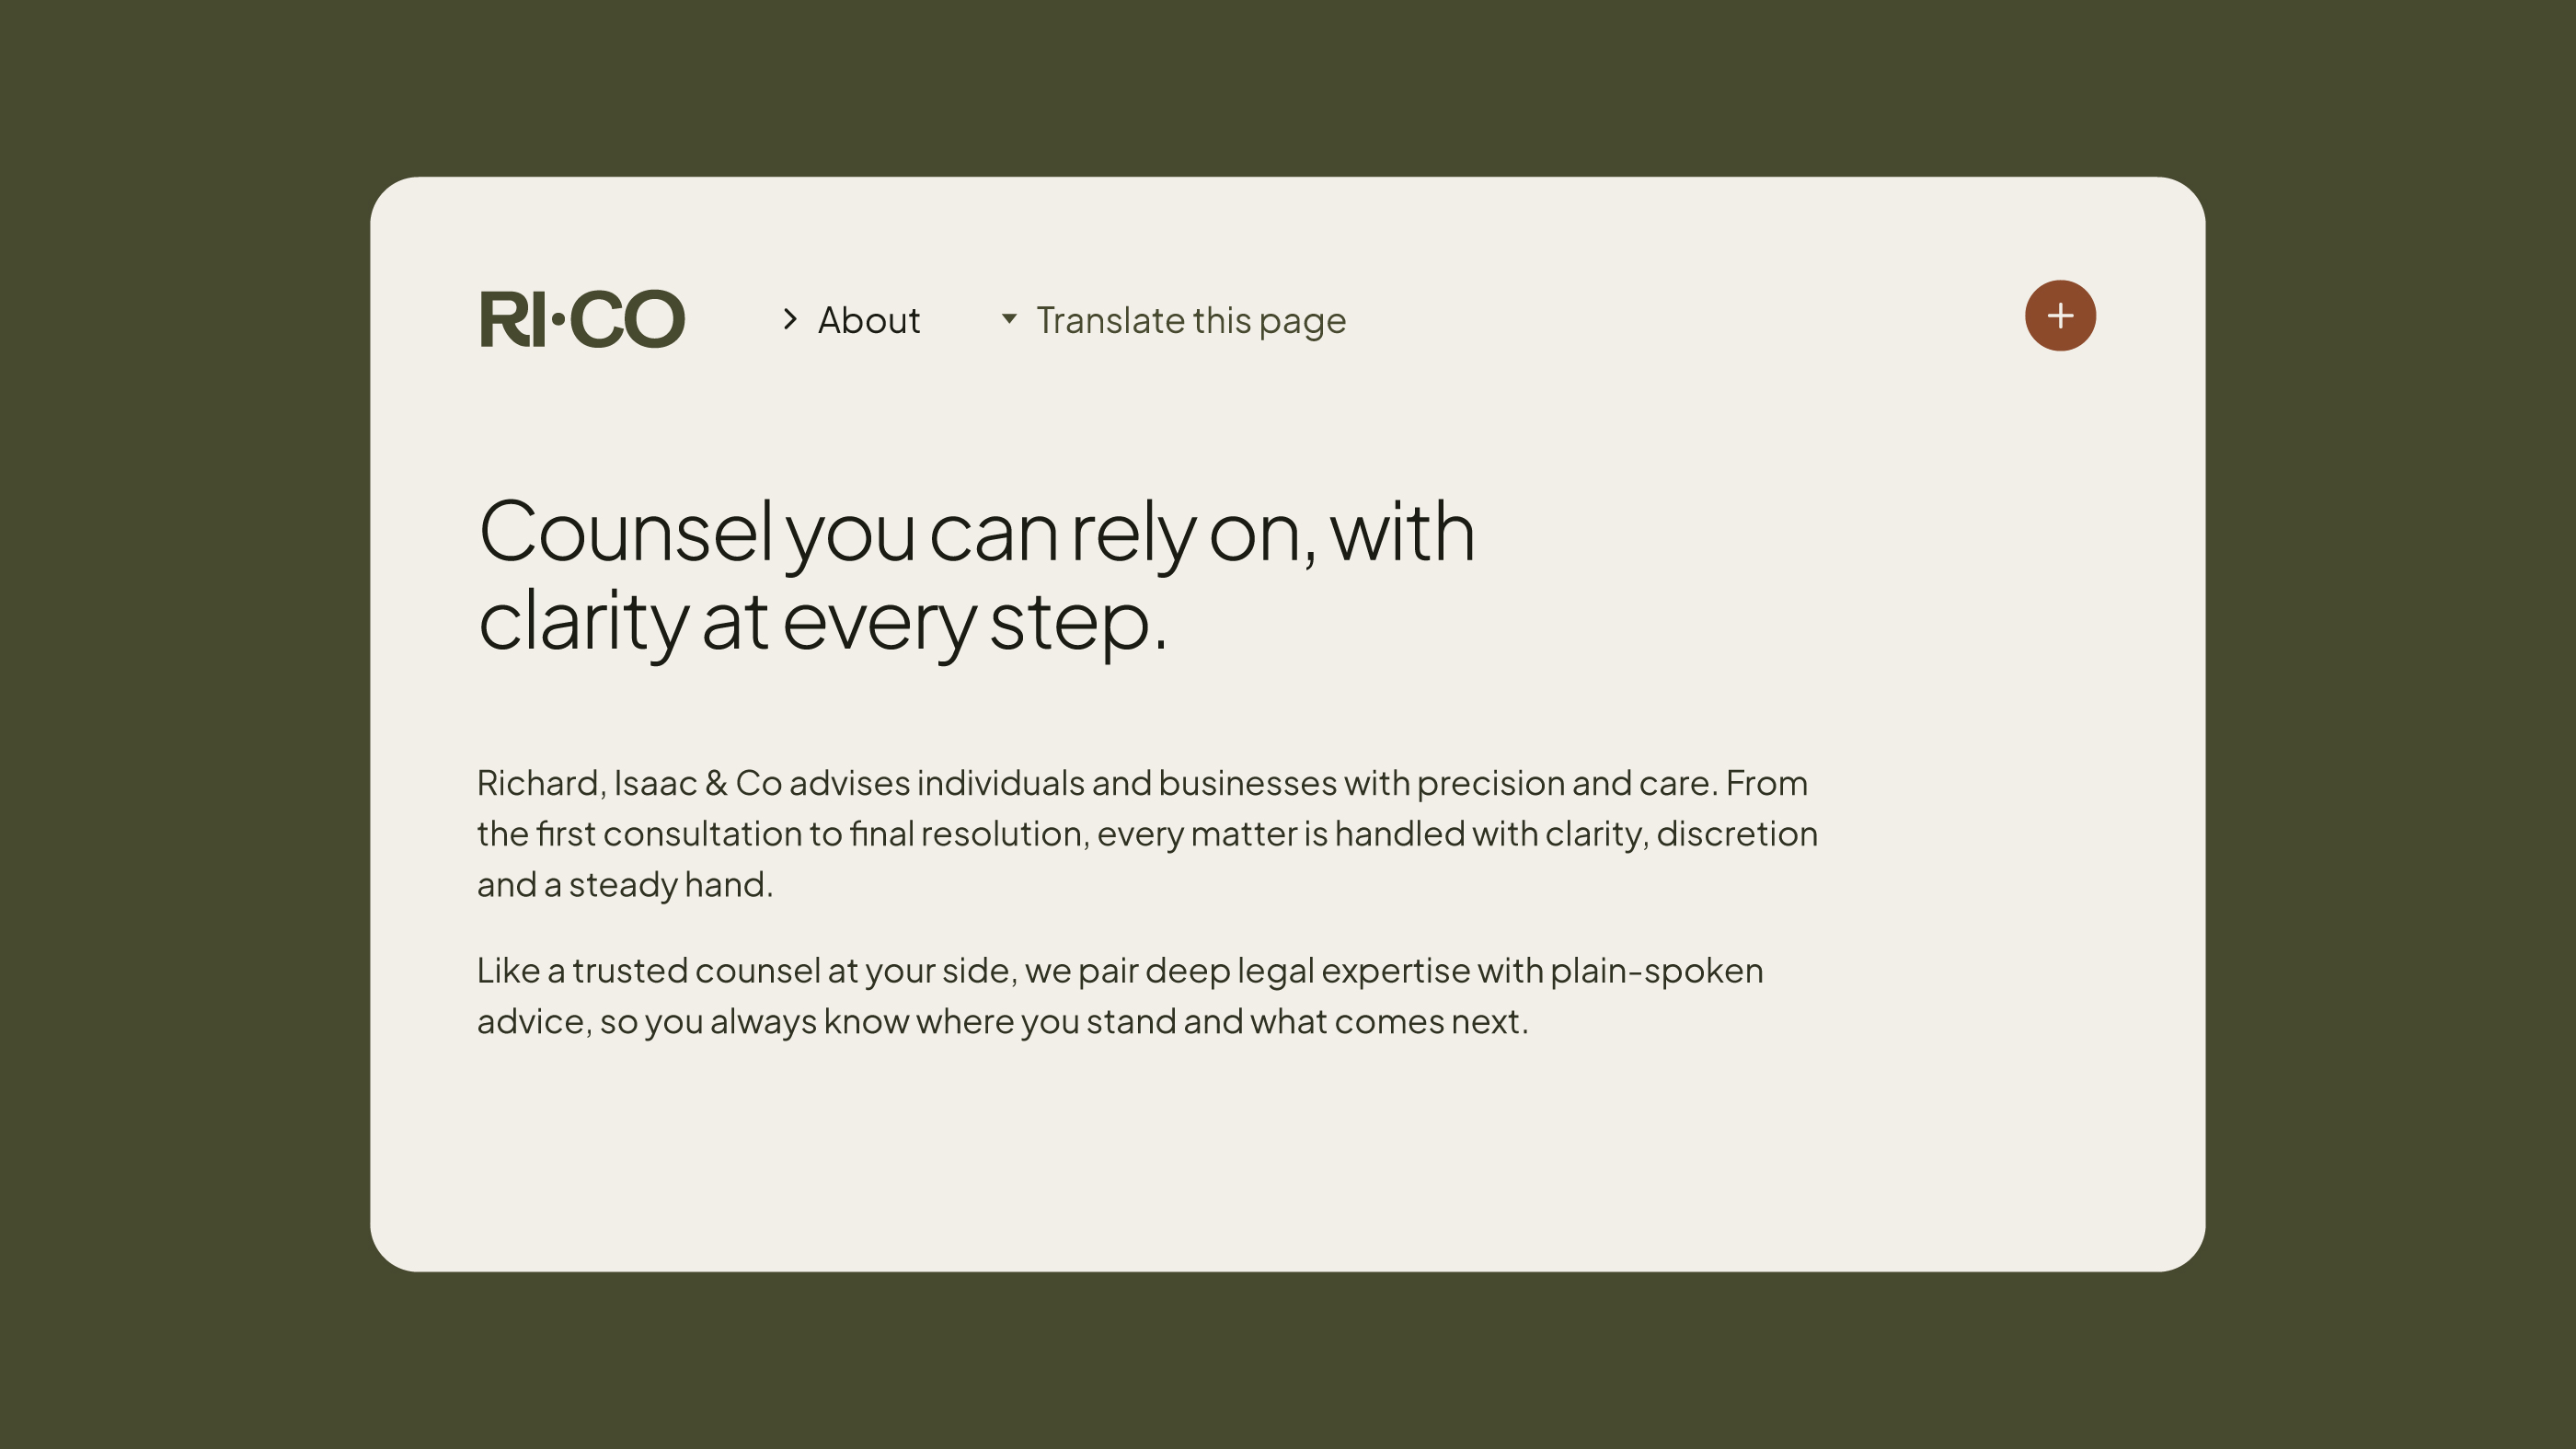 RI·CO
About
Translate this page
Counsel you can rely on, with
clarity at every step.
Richard, Isaac & Co advises individuals and businesses with precision and care. From
the first consultation to final resolution, every matter is handled with clarity, discretion
and a steady hand.
Like a trusted counsel at your side, we pair deep legal expertise with plain-spoken
advice, so you always know where you stand and what comes next.